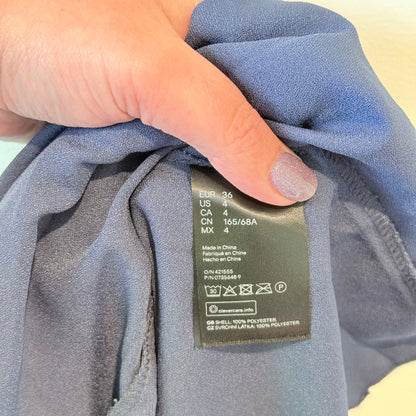 EUR 36
US 4
CA 4
CN 165/68A
MX 4
Made in China
Fabriqué en Chine
Hecho en China
O/N 421555
P/N 0735648 9
30
P
clevercare.info
GB SHELL: 100% POLYESTER
CZ SVRCHNÍ LÁTKA: 100% POLYESTER